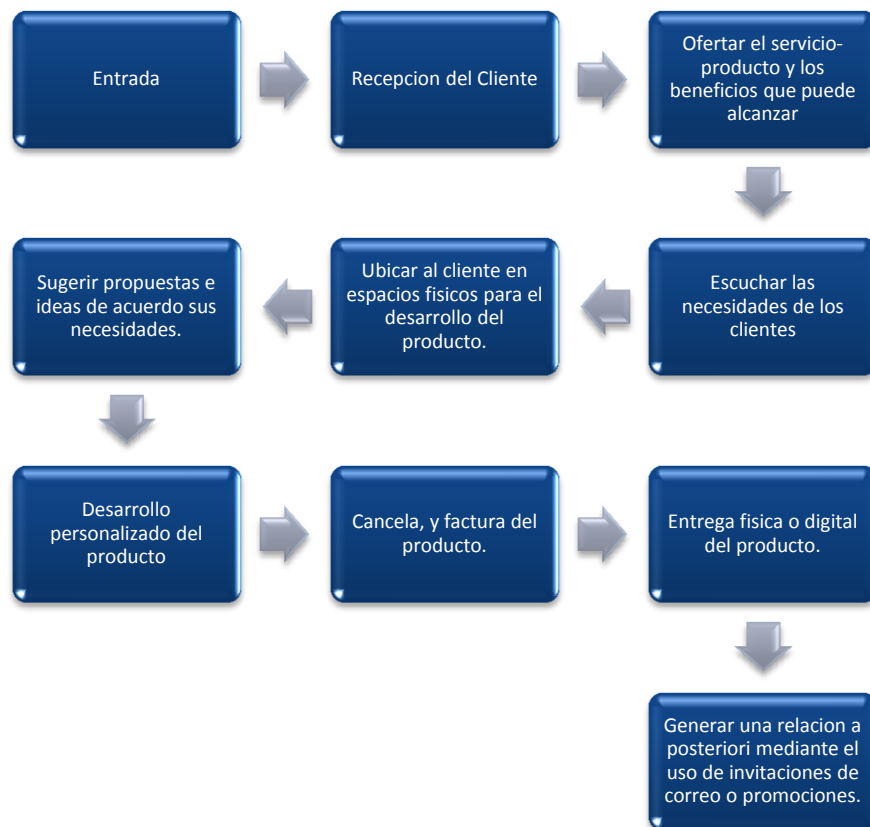 Entrada
Recepcion del Cliente
Ofertar el servicio-
producto y los
beneficios que puede
alcanzar
Escuchar las
necesidades de los
clientes
Ubicar al cliente en
espacios fisicos para el
desarrollo del
producto.
Sugerir propuestas e
ideas de acuerdo sus
necesidades.
Desarrollo
personalizado del
producto
Cancela, y factura del
producto.
Entrega fisica o digital
del producto.
Generar una relacion a
posteriori mediante el
uso de invitaciones de
correo o promociones.